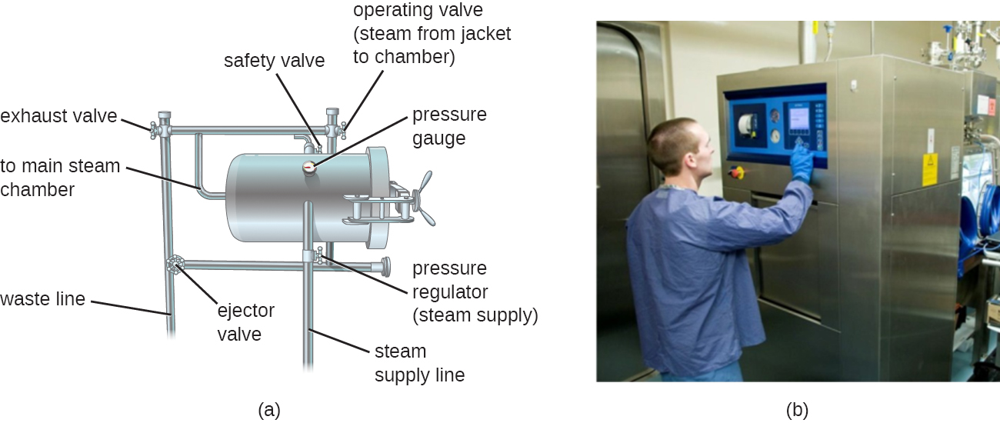 operating valve
(steam from jacket
to chamber)
safety valve
exhaust valve
pressure
gauge
to main steam
chamber
pressure
regulator
(steam supply)
waste line
ejector
valve
steam
supply line
(a)
(b)